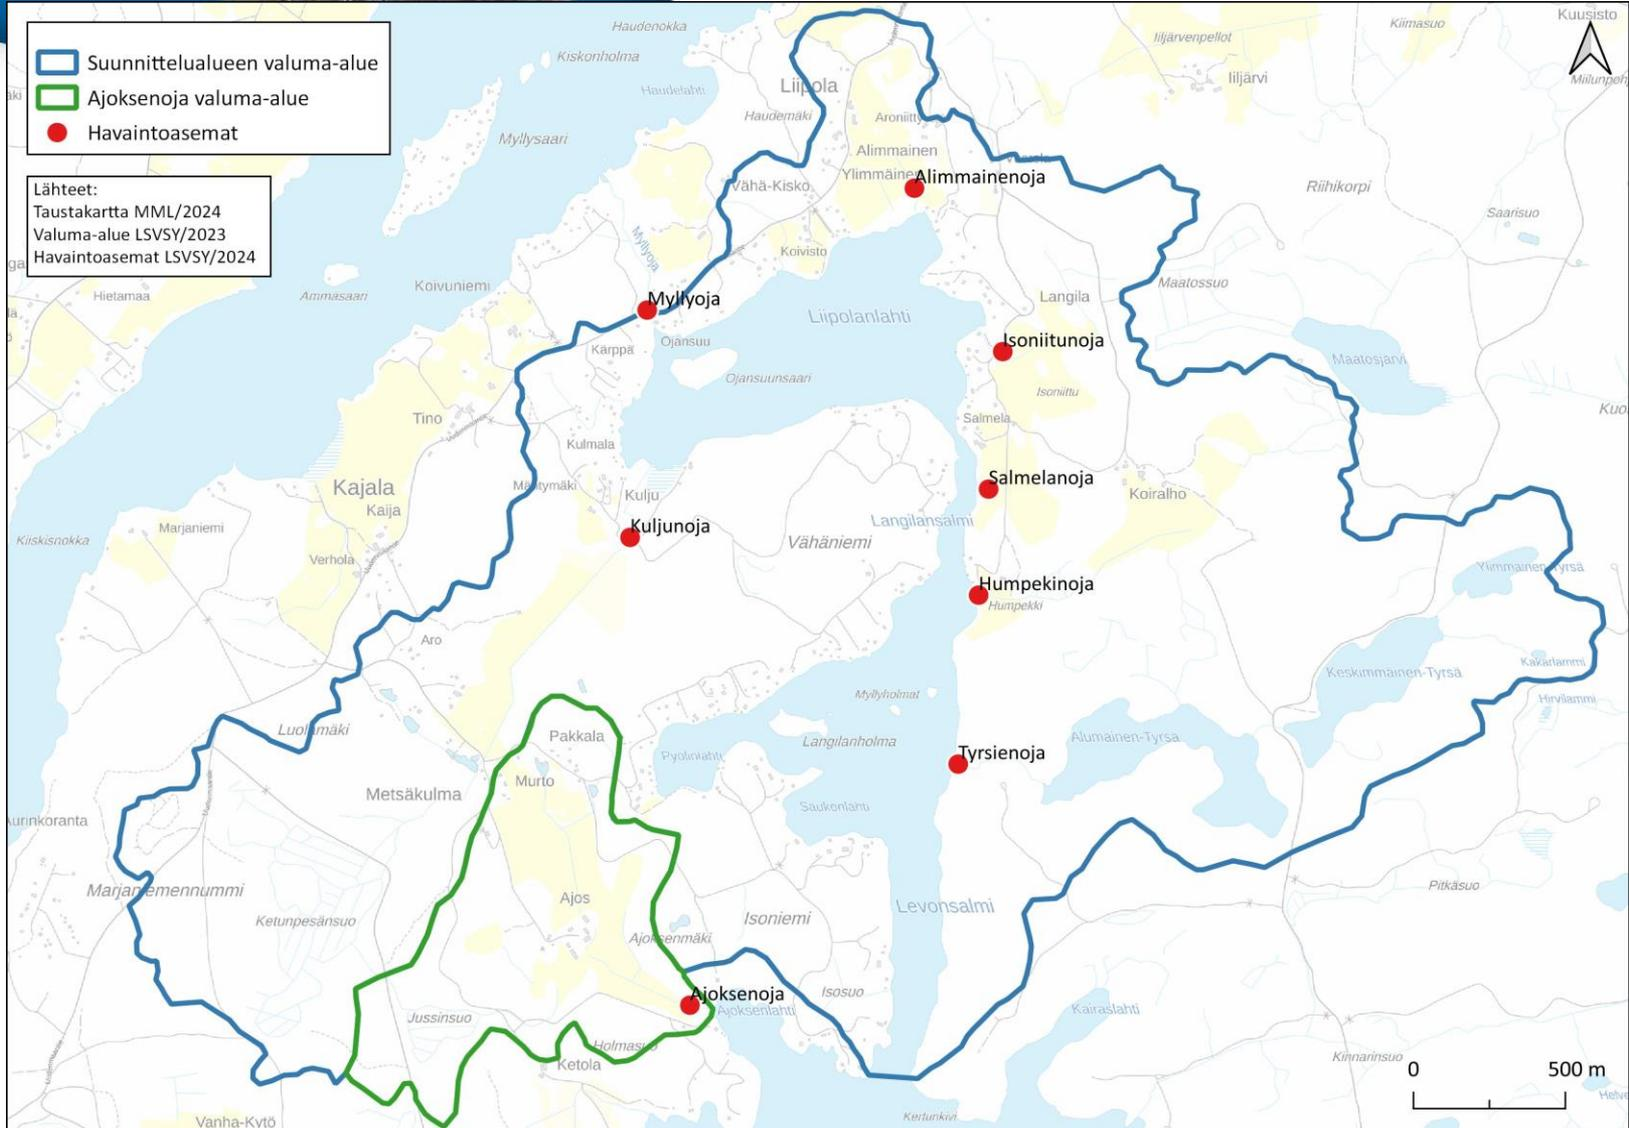 Suunnittelualueen valuma-alue
Ajoksenoja valuma-alue
Havaintoasemat
Lähteet:
Taustakartta MML/2024
Valuma-alue LSVSY/2023
Havaintoasemat LSVSY/2024
Haudenokka
Kiskonholma
Haudelahti
Myllysaari
Liipola
Haudemäki
Aroniitty
Alimmainen
Ylimmäinen
Alimmainenoja
Iiljärvenpellot
Iiljärvi
Kiimasuo
Kuusisto
Riihikorpi
Saarisuo
Vähä-Kisko
Koivisto
Myllyoja
Koivuniemi
Hietamaa
Ammasaari
Myllyoja
Ojansuu
Kärppä
Liipolanlahti
Ojansuunsaari
Langila
Maatossuo
Maatosjärvi
Isoniitunoja
Isoniittu
Salmela
Tino
Kulmala
Kajala
Kaija
Mäntymäki
Kulju
Kuljunoja
Salmelanoja
Koiralho
Langilansalmi
Vähäniemi
Marjaniemi
Kiiskisnokka
Verhola
Humpekinoja
Humpekki
Ylimmäinen-Tyrsä
Keskimmäinen-Tyrsä
Kakarlammi
Hirvilammi
Aro
Luolamäki
Pakkala
Murto
Metsäkulma
Pyölinlahti
Myllyholmat
Langilanholma
Tyrsienoja
Alumainen-Tyrsä
Saukonlahti
Aurinkoranta
Marjaniemennummi
Ketunpesänsuo
Ajos
Ajoksenmäki
Isoniemi
Levonsalmi
Pitkäsuo
Isosuo
Ajoksenoja
Ajoksenlahti
Jussinsuo
Holmasuo
Ketola
Kairaslahti
Kinnarinsuo
Kertunkivi
Vanha-Kytö
0 500 m